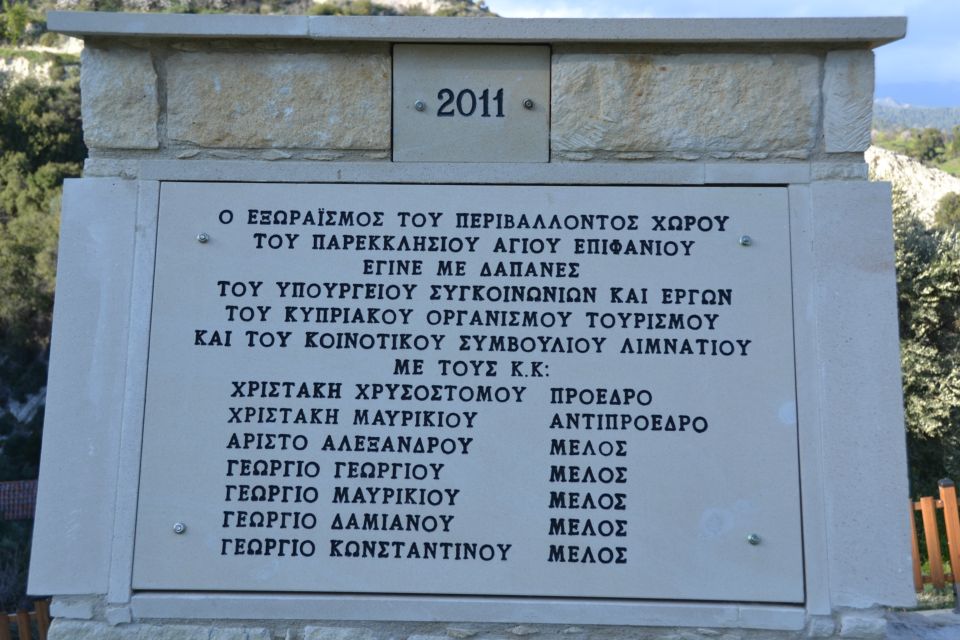 2011
Ο ΕΞΩΡΑΪΣΜΟΣ ΤΟΥ ΠΕΡΙΒΑΛΛΟΝΤΟΣ ΧΩΡΟΥ
ΤΟΥ ΠΑΡΕΚΚΛΗΣΙΟΥ ΑΓΙΟΥ ΕΠΙΦΑΝΙΟΥ
ΕΓΙΝΕ ΜΕ ΔΑΠΑΝΕΣ
ΤΟΥ ΥΠΟΥΡΓΕΙΟΥ ΣΥΓΚΟΙΝΩΝΙΩΝ ΚΑΙ ΕΡΓΩΝ
ΤΟΥ ΚΥΠΡΙΑΚΟΥ ΟΡΓΑΝΙΣΜΟΥ ΤΟΥΡΙΣΜΟΥ
ΚΑΙ ΤΟΥ ΚΟΙΝΟΤΙΚΟΥ ΣΥΜΒΟΥΛΙΟΥ ΛΙΜΝΑΤΙΟΥ
ΜΕ ΤΟΥΣ Κ.Κ:
ΧΡΙΣΤΑΚΗ ΧΡΥΣΟΣΤΟΜΟΥ ΠΡΟΕΔΡΟ
ΧΡΙΣΤΑΚΗ ΜΑΥΡΙΚΙΟΥ ΑΝΤΙΠΡΟΕΔΡΟ
ΑΡΙΣΤΟ ΑΛΕΞΑΝΔΡΟΥ ΜΕΛΟΣ
ΓΕΩΡΓΙΟ ΓΕΩΡΓΙΟΥ ΜΕΛΟΣ
ΓΕΩΡΓΙΟ ΜΑΥΡΙΚΙΟΥ ΜΕΛΟΣ
ΓΕΩΡΓΙΟ ΔΑΜΙΑΝΟΥ ΜΕΛΟΣ
ΓΕΩΡΓΙΟ ΚΩΝΣΤΑΝΤΙΝΟΥ ΜΕΛΟΣ